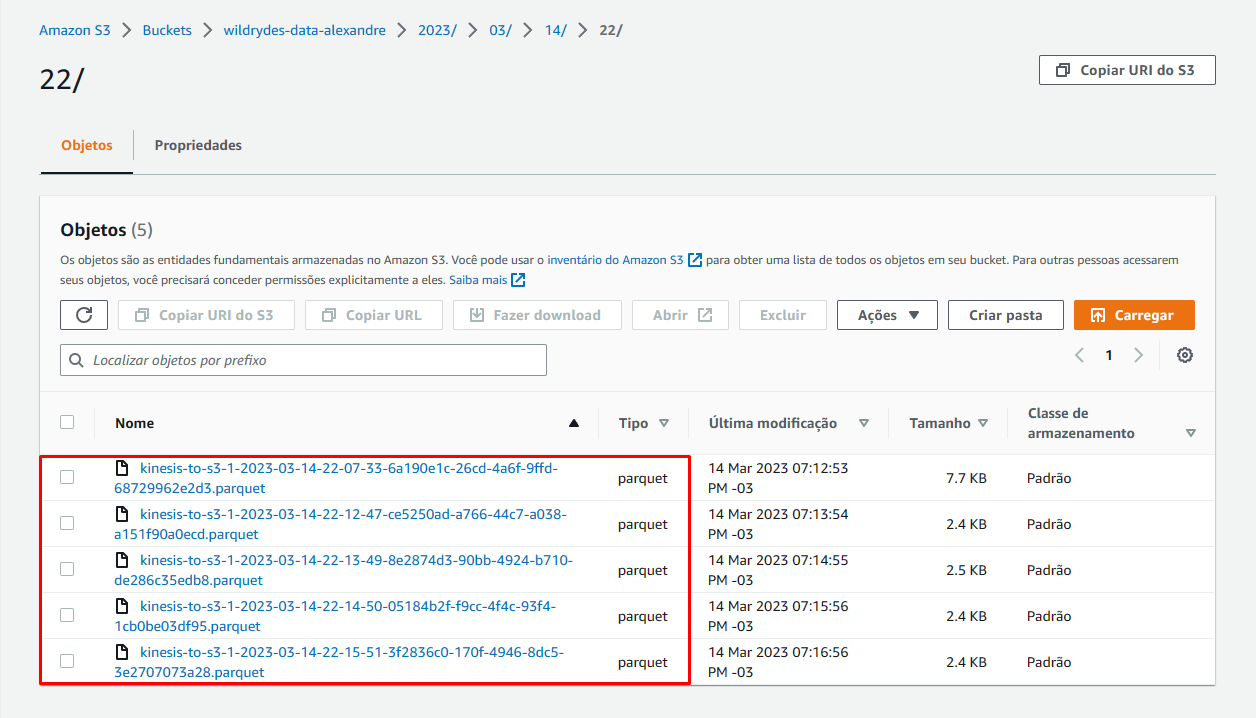 Amazon S3 > Buckets > wildrydes-data-alexandre > 2023/ > 03/ > 14/ > 22/
22/
Copiar URI do S3
Objetos
Propriedades
Objetos (5)
Os objetos são as entidades fundamentais armazenadas no Amazon S3. Você pode usar o inventário do Amazon S3 para obter uma lista de todos os objetos em seu bucket. Para outras pessoas acessarem
seus objetos, você precisará conceder permissões explicitamente a eles. Saiba mais
Copiar URI do S3
Copiar URL
Fazer download
Abrir
Excluir
Ações
Criar pasta
Carregar
Localizar objetos por prefixo
1
Nome
Tipo
Última modificação
Tamanho
Classe de
armazenamento
kinesis-to-s3-1-2023-03-14-22-07-33-6a190e1c-26cd-4a6f-9ffd-
68729962e2d3.parquet
parquet
14 Mar 2023 07:12:53
PM -03
7.7 KB
Padrão
kinesis-to-s3-1-2023-03-14-22-12-47-ce5250ad-a766-44c7-a038-
a151f90a0ecd.parquet
parquet
14 Mar 2023 07:13:54
PM -03
2.4 KB
Padrão
kinesis-to-s3-1-2023-03-14-22-13-49-8e2874d3-90bb-4924-b710-
de286c35edb8.parquet
parquet
14 Mar 2023 07:14:55
PM -03
2.5 KB
Padrão
kinesis-to-s3-1-2023-03-14-22-14-50-05184b2f-f9cc-4f4c-93f4-
1cb0be03df95.parquet
parquet
14 Mar 2023 07:15:56
PM -03
2.4 KB
Padrão
kinesis-to-s3-1-2023-03-14-22-15-51-3f2836c0-170f-4946-8dc5-
3e2707073a28.parquet
parquet
14 Mar 2023 07:16:56
PM -03
2.4 KB
Padrão